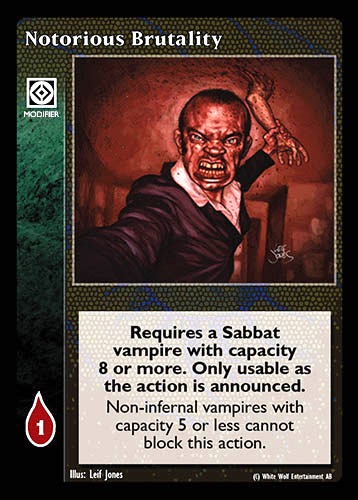 Notorious Brutality
MODIFIER
LEIF
JONES
Requires a Sabbat
vampire with capacity
8 or more. Only usable as
the action is announced.
Non-infernal vampires with
capacity 5 or less cannot
block this action.
1
Illus: Leif Jones
(C) White Wolf Entertainment AB